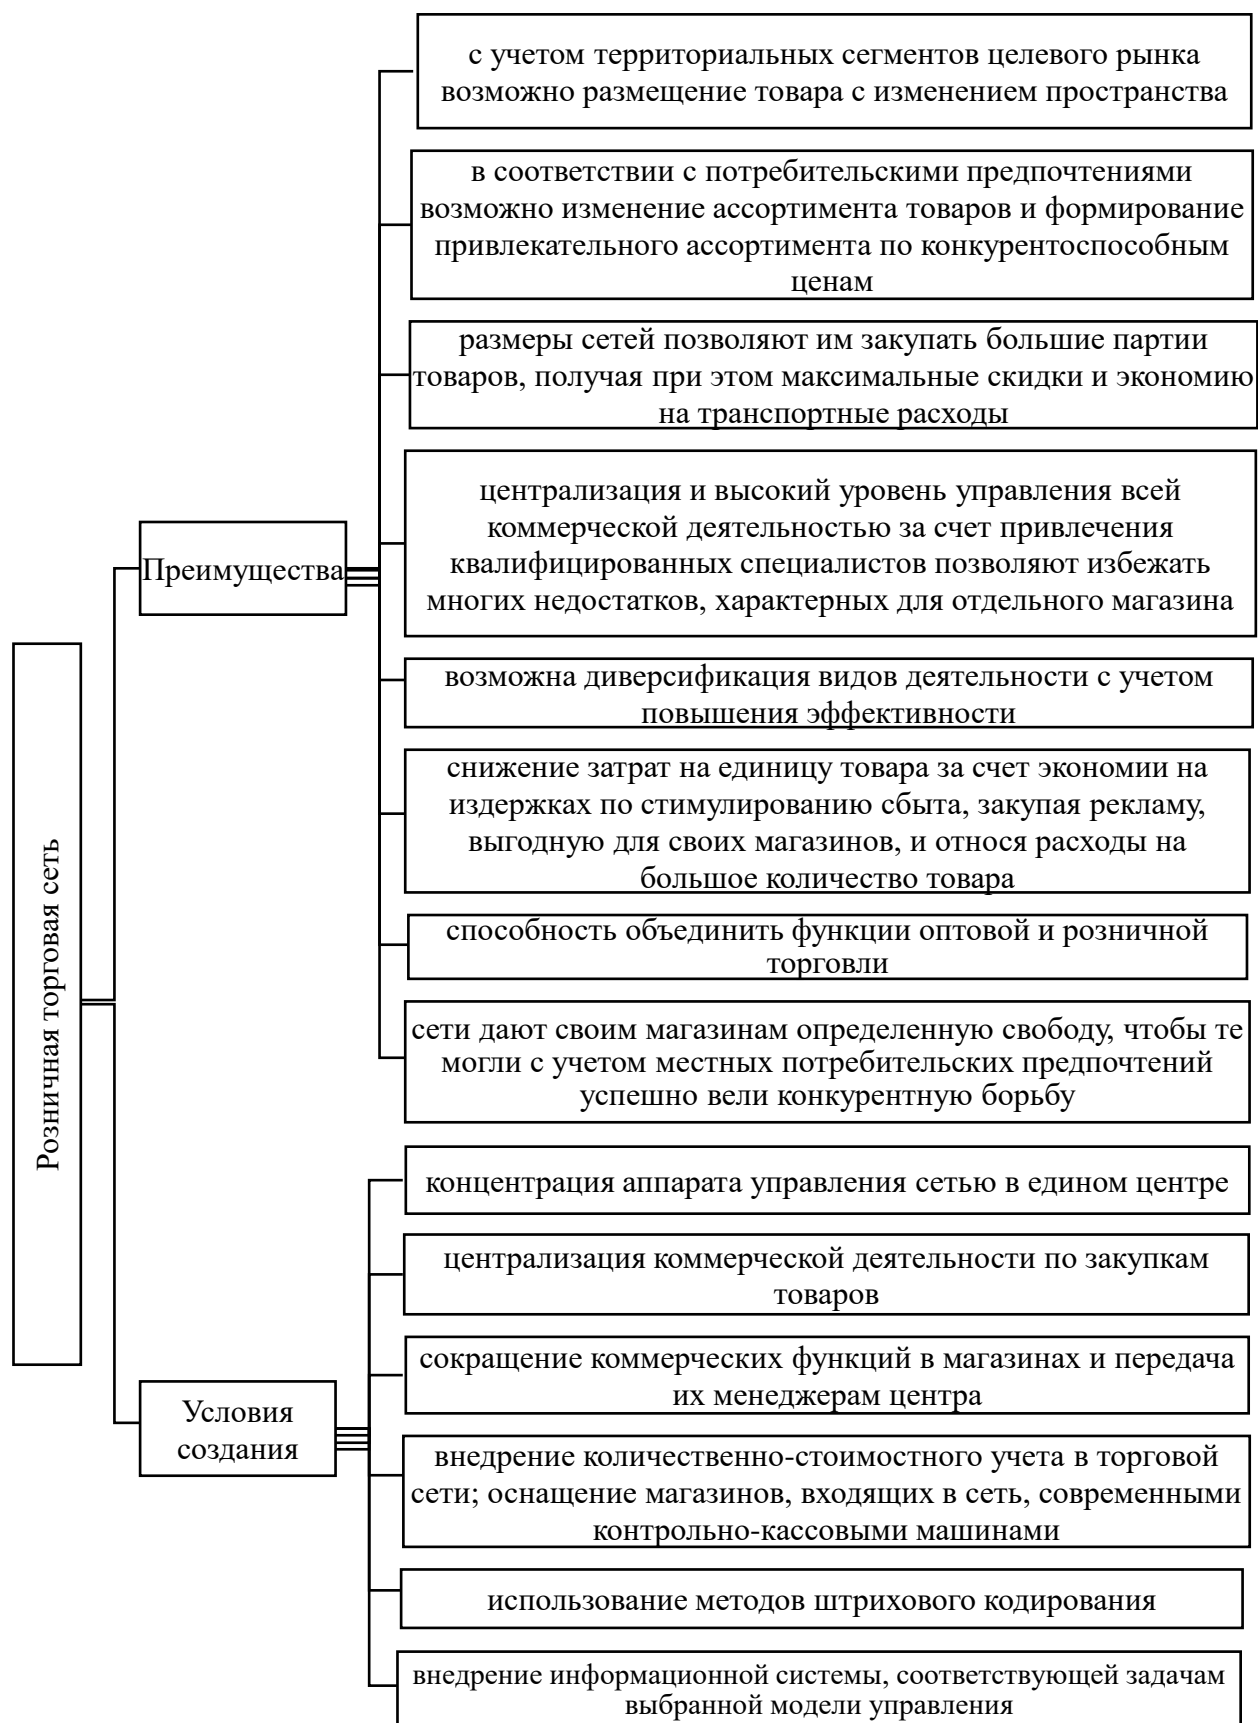 с учетом территориальных сегментов целевого рынка
возможно размещение товара с изменением пространства
в соответствии с потребительскими предпочтениями
возможно изменение ассортимента товаров и формирование
привлекательного ассортимента по конкурентоспособным
ценам
размеры сетей позволяют им закупать большие партии
товаров, получая при этом максимальные скидки и экономию
на транспортные расходы
централизация и высокий уровень управления всей
коммерческой деятельностью за счет привлечения
квалифицированных специалистов позволяют избежать
многих недостатков, характерных для отдельного магазина
Преимущества
возможна диверсификация видов деятельности с учетом
повышения эффективности
снижение затрат на единицу товара за счет экономии на
издержках по стимулированию сбыта, закупая рекламу,
выгодную для своих магазинов, и относя расходы на
большое количество товара
способность объединить функции оптовой и розничной
торговли
сети дают своим магазинам определенную свободу, чтобы те
могли с учетом местных потребительских предпочтений
успешно вели конкурентную борьбу
Розничная торговая сеть
концентрация аппарата управления сетью в едином центре
централизация коммерческой деятельности по закупкам
товаров
сокращение коммерческих функций в магазинах и передача
их менеджерам центра
Условия
создания
внедрение количественно-стоимостного учета в торговой
сети; оснащение магазинов, входящих в сеть, современными
контрольно-кассовыми машинами
использование методов штрихового кодирования
внедрение информационной системы, соответствующей задачам
выбранной модели управления